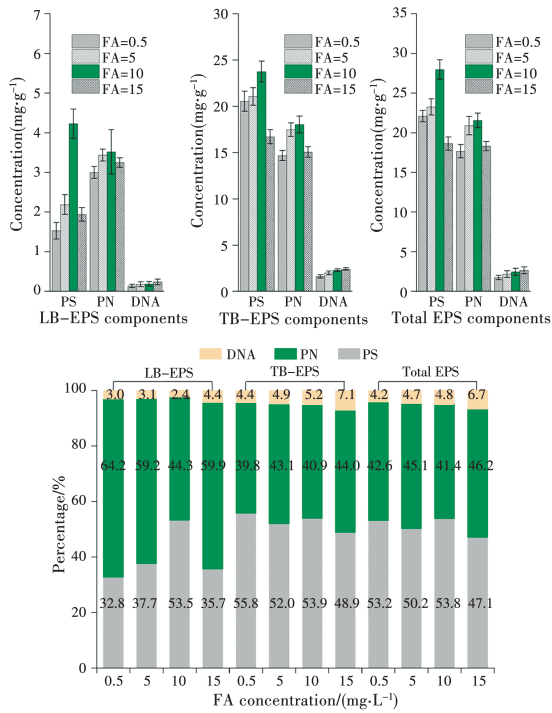 7
6
5
4
3
2
1
0
Concentration(mg·g⁻¹)
FA=0.5
FA=5
FA=10
FA=15
PS PN DNA
LB−EPS components
30
25
20
15
10
5
0
Concentration(mg·g⁻¹)
FA=0.5
FA=5
FA=10
FA=15
PS PN DNA
TB−EPS components
35
30
25
20
15
10
5
0
Concentration(mg·g⁻¹)
FA=0.5
FA=5
FA=10
FA=15
PS PN DNA
Total EPS components
DNA PN PS
LB−EPS TB−EPS Total EPS
100
80
60
40
20
0
Percentage/%
3.0 3.1 2.4 4.4 4.4 4.9 5.2 7.1 4.2 4.7 4.8 6.7
64.2 59.2 44.3 59.9 39.8 43.1 40.9 44.0 42.6 45.1 41.4 46.2
32.8 37.7 53.5 35.7 55.8 52.0 53.9 48.9 53.2 50.2 53.8 47.1
0.5 5 10 15 0.5 5 10 15 0.5 5 10 15
FA concentration/(mg·L⁻¹)